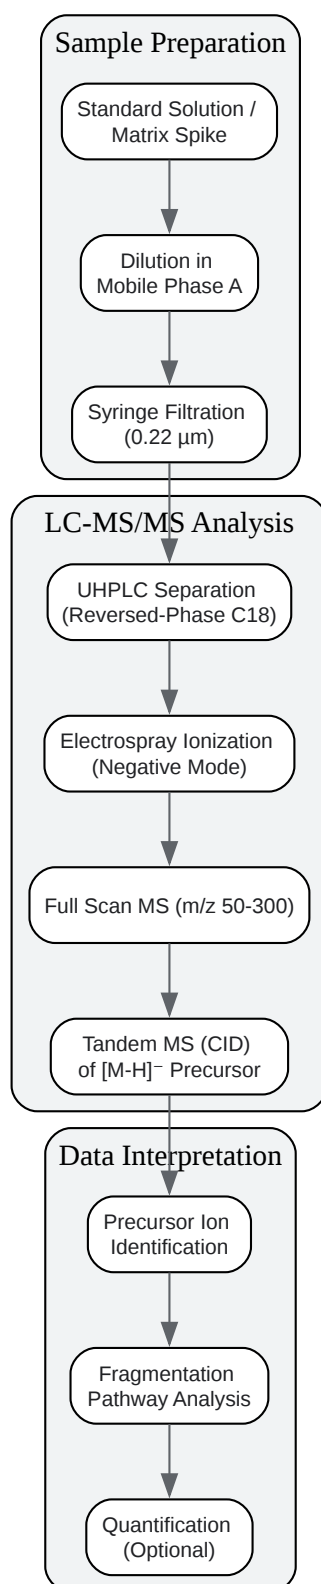 Sample Preparation
Standard Solution /
Matrix Spike
Dilution in
Mobile Phase A
Syringe Filtration
(0.22 µm)
LC-MS/MS Analysis
UHPLC Separation
(Reversed-Phase C18)
Electrospray Ionization
(Negative Mode)
Full Scan MS (m/z 50-300)
Tandem MS (CID)
of [M-H]⁻ Precursor
Data Interpretation
Precursor Ion
Identification
Fragmentation
Pathway Analysis
Quantification
(Optional)